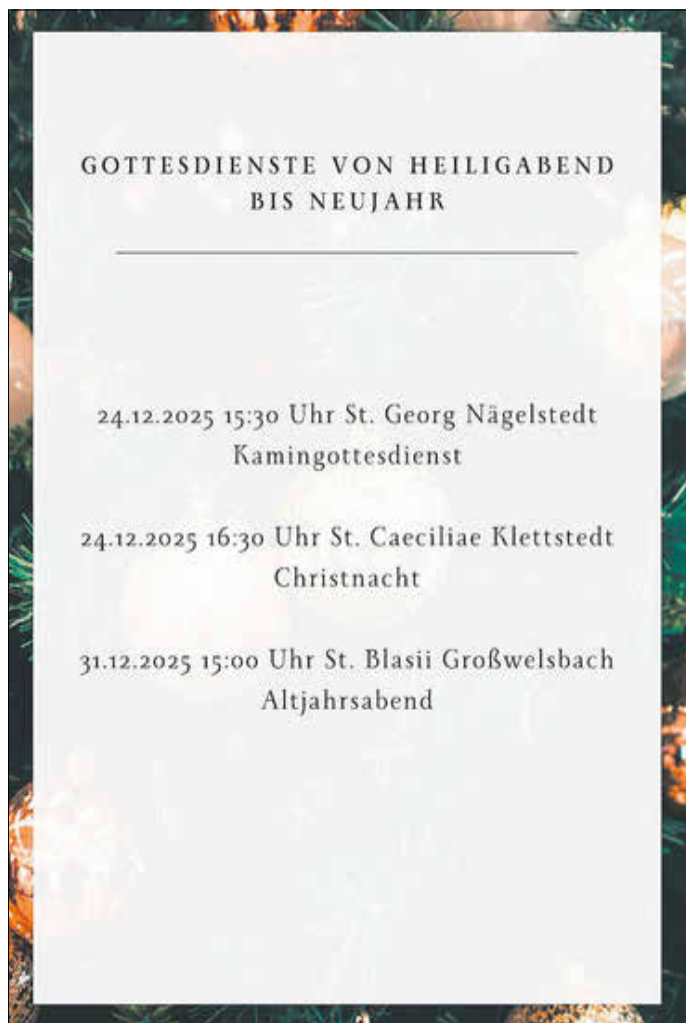 GOTTESDIENSTE VON HEILIGABEND
BIS NEUJAHR
24.12.2025 15:30 Uhr St. Georg Nägelstedt
Kamingottesdienst
24.12.2025 16:30 Uhr St. Caeciliae Klettstedt
Christnacht
31.12.2025 15:00 Uhr St. Blasii Großwelsbach
Altjahrsabend